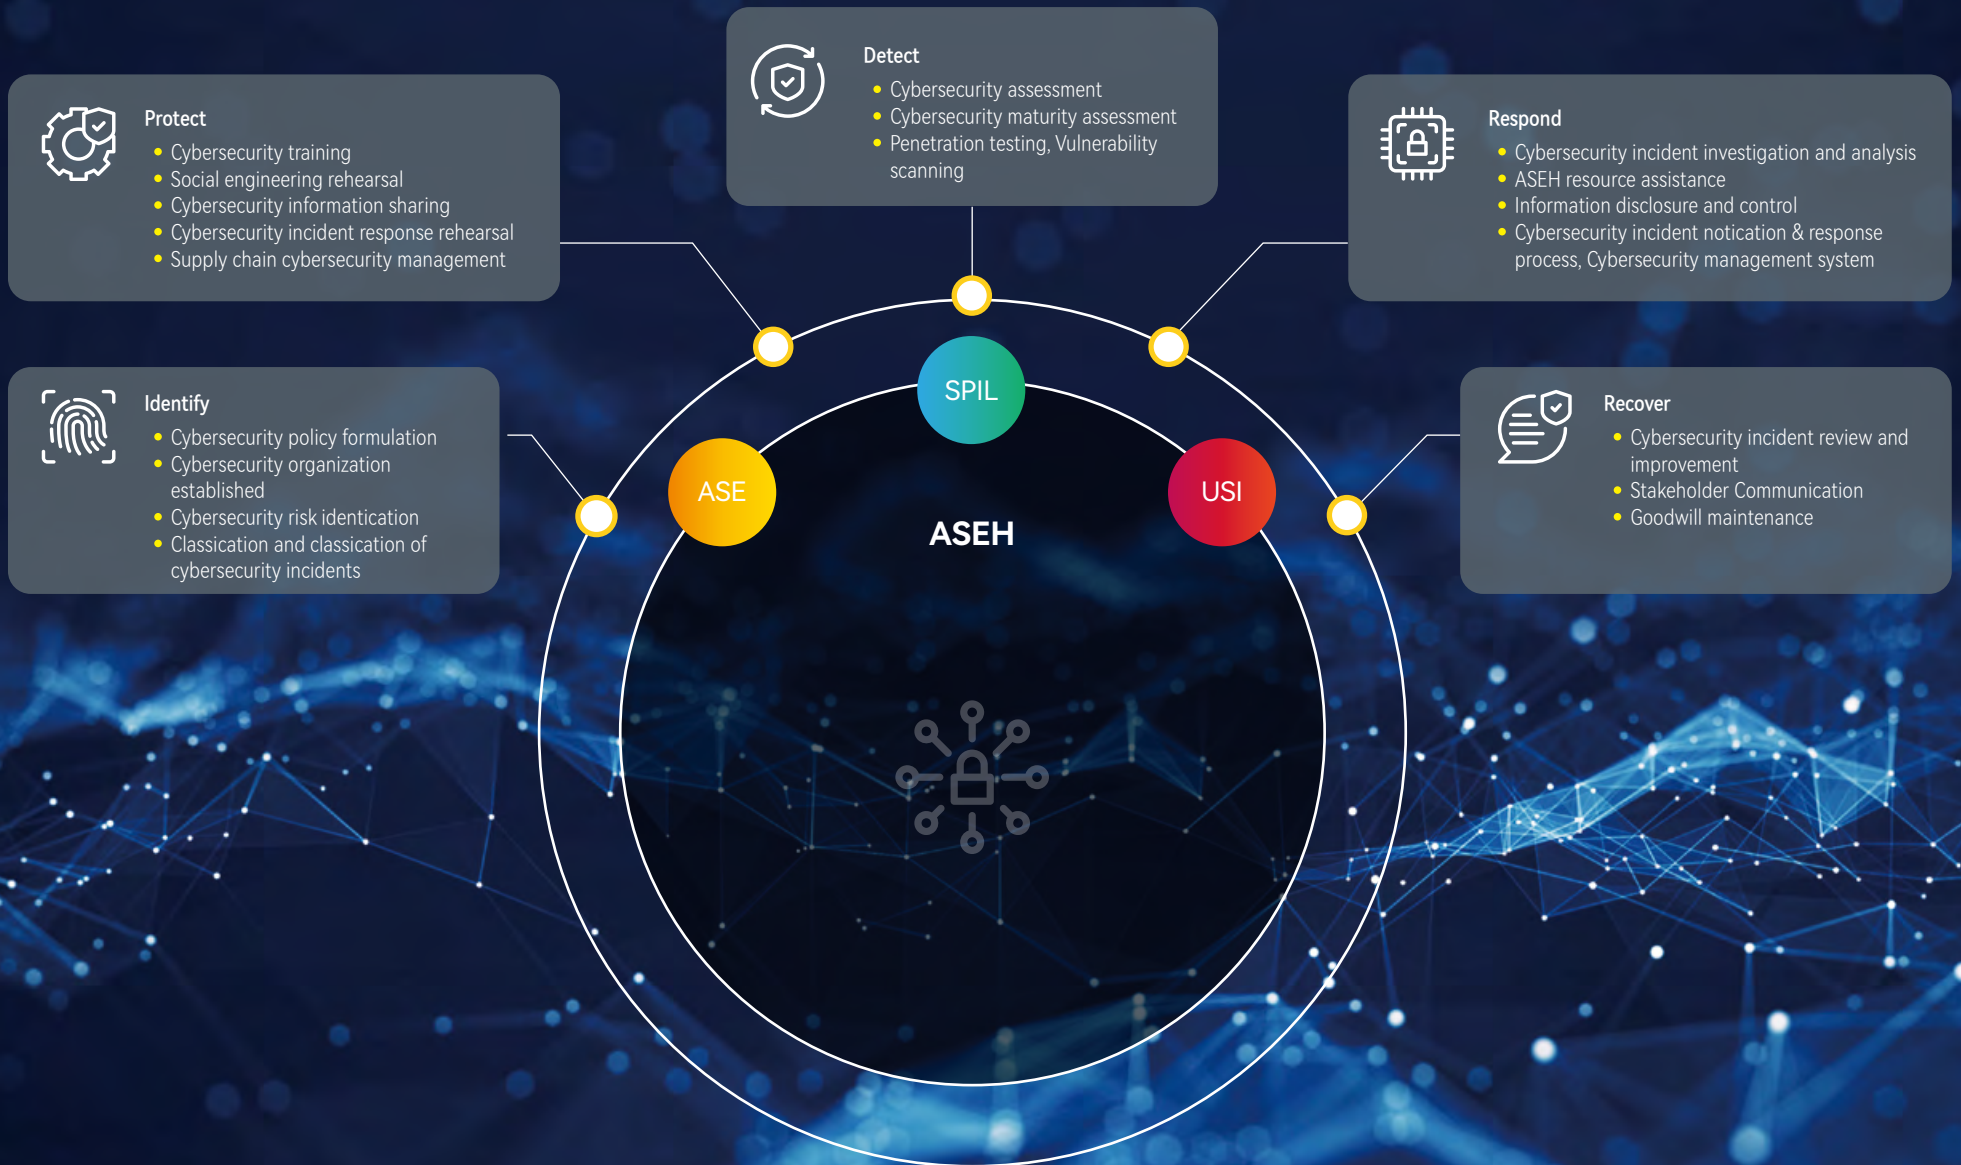 Detect
Cybersecurity assessment
Cybersecurity maturity assessment
Penetration testing, Vulnerability
scanning
Protect
Cybersecurity training
Social engineering rehearsal
Cybersecurity information sharing
Cybersecurity incident response rehearsal
Supply chain cybersecurity management
Respond
Cybersecurity incident investigation and analysis
ASEH resource assistance
Information disclosure and control
Cybersecurity incident notication & response
process, Cybersecurity management system
Identify
Cybersecurity policy formulation
Cybersecurity organization
established
Cybersecurity risk identication
Classication and classication of
cybersecurity incidents
Recover
Cybersecurity incident review and
improvement
Stakeholder Communication
Goodwill maintenance
SPIL
ASE
USI
ASEH